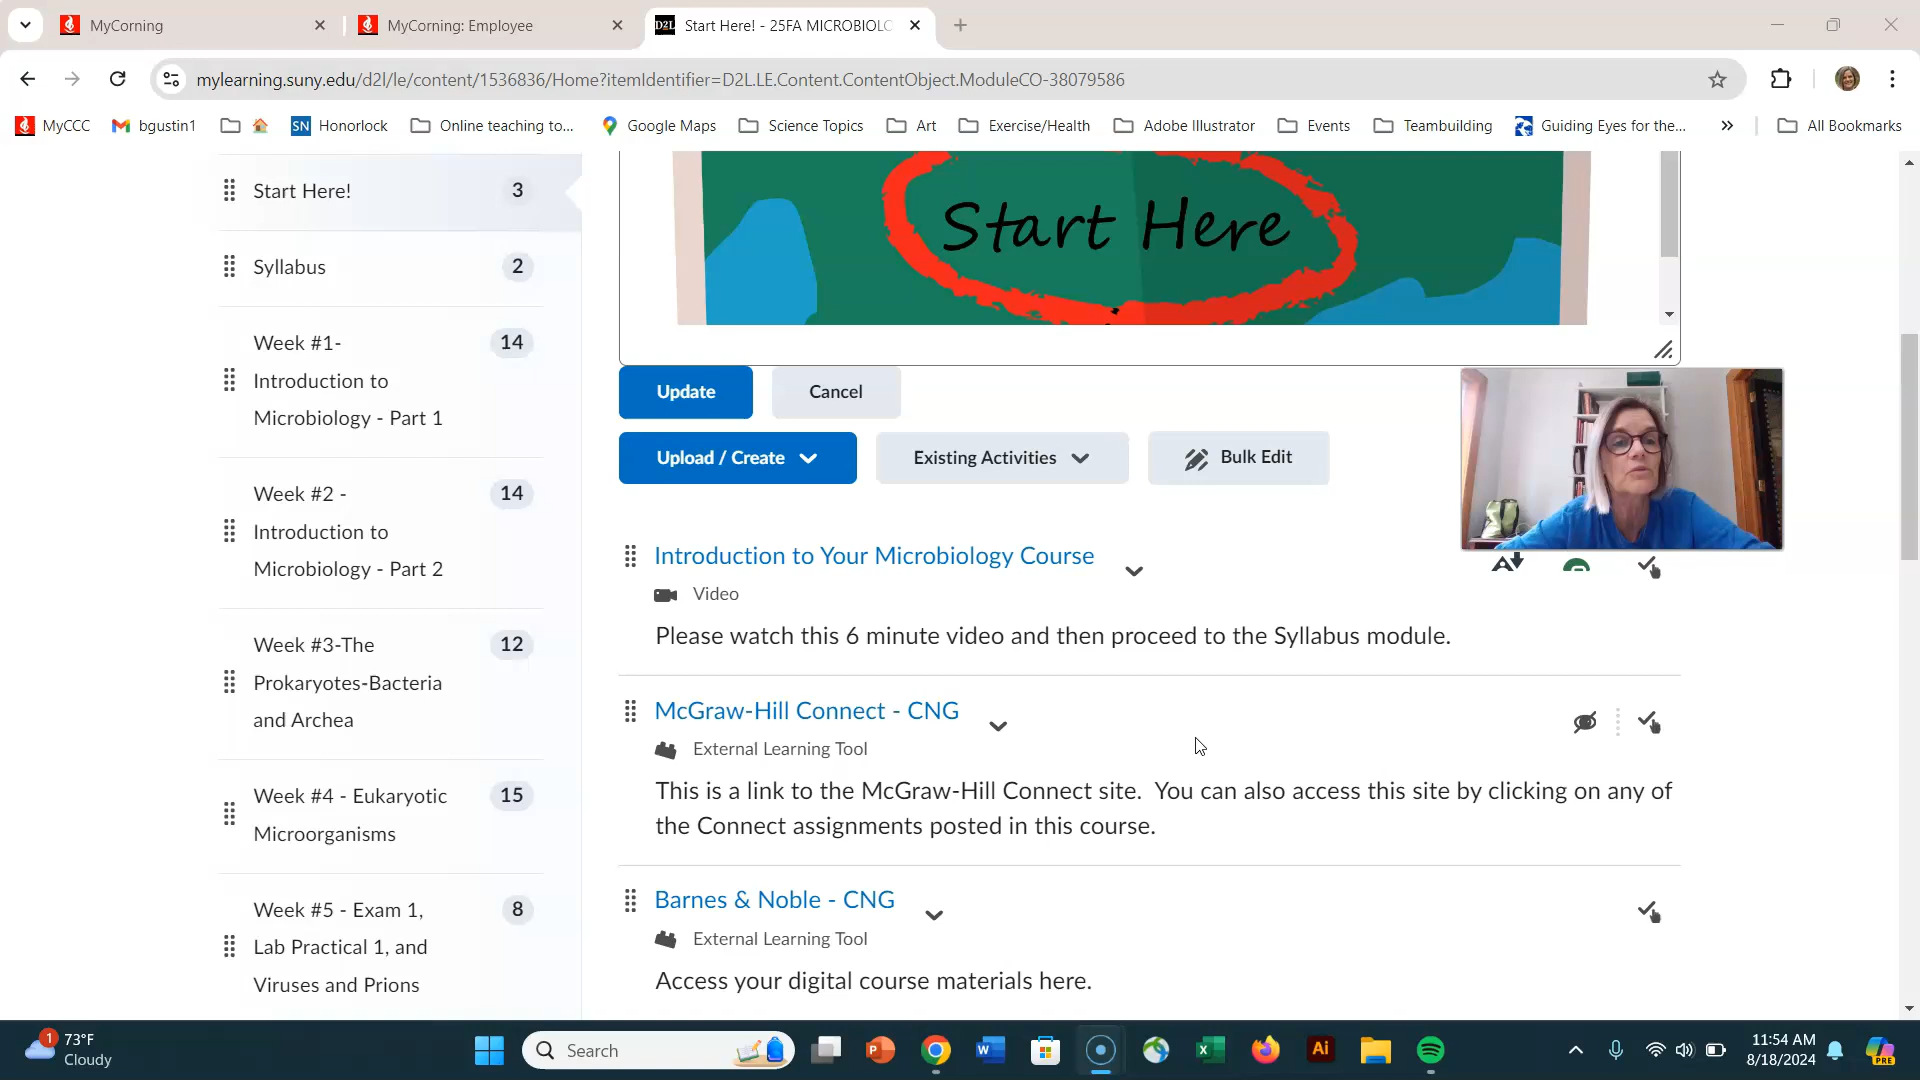 MyCorning
MyCorning: Employee
D2L Start Here! - 25FA MICROBIOLO
mylearning.suny.edu/d2l/le/content/1536836/Home?itemIdentifier=D2L.LE.Content.ContentObject.ModuleCO-38079586
MyCCC bgustin1 SN Honorlock Online teaching to... Google Maps Science Topics Art Exercise/Health Adobe Illustrator Events Teambuilding Guiding Eyes for the... » All Bookmarks
Start Here! 3
Syllabus 2
Week #1- 14
Introduction to
Microbiology - Part 1
Week #2 - 14
Introduction to
Microbiology - Part 2
Week #3-The 12
Prokaryotes-Bacteria
and Archea
Week #4 - Eukaryotic 15
Microorganisms
Week #5 - Exam 1, 8
Lab Practical 1, and
Viruses and Prions
Start Here
Update Cancel
Upload / Create Existing Activities Bulk Edit
Introduction to Your Microbiology Course
Video
Please watch this 6 minute video and then proceed to the Syllabus module.
McGraw-Hill Connect - CNG
External Learning Tool
This is a link to the McGraw-Hill Connect site. You can also access this site by clicking on any of
the Connect assignments posted in this course.
Barnes & Noble - CNG
External Learning Tool
Access your digital course materials here.
1 73°F
Cloudy
Search
P W X Ai
11:54 AM
8/18/2024
PRE